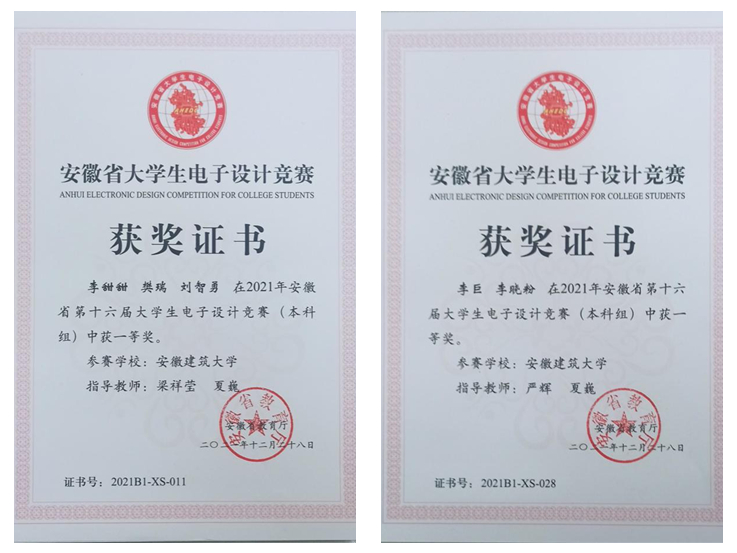 安徽省大学生电子设计竞赛
ANHUI ELECTRONIC DESIGN COMPETITION FOR COLLEGE STUDENTS
获奖证书
李甜甜 樊瑞 刘智勇 在2021年安徽
省第十六届大学生电子设计竞赛（本科
组）中获一等奖。
参赛学校：安徽建筑大学
指导教师：梁祥莹 夏巍
安徽省教育厅
二〇二一年十二月二十八日
证书号：2021B1-XS-011
安徽省大学生电子设计竞赛
ANHUI ELECTRONIC DESIGN COMPETITION FOR COLLEGE STUDENTS
获奖证书
李巨 李晓粉 在2021年安徽省第十六
届大学生电子设计竞赛（本科组）中获一
等奖。
参赛学校：安徽建筑大学
指导教师：严辉 夏巍
安徽省教育厅
二〇二一年十二月二十八日
证书号：2021B1-XS-028